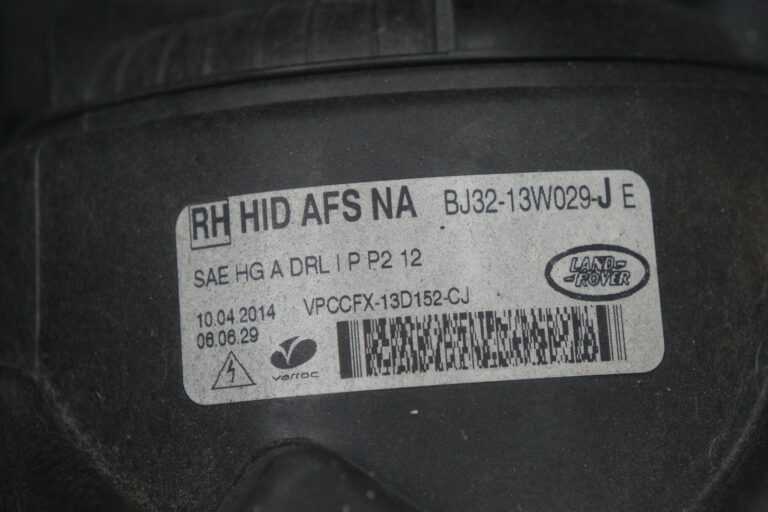 RH HID AFS NA BJ32-13W029-J E
SAE HG A DRL I P P2 12
LAND-
-ROVER
10.04.2014 VPCCFX-13D152-CJ
06.06.29
varroc